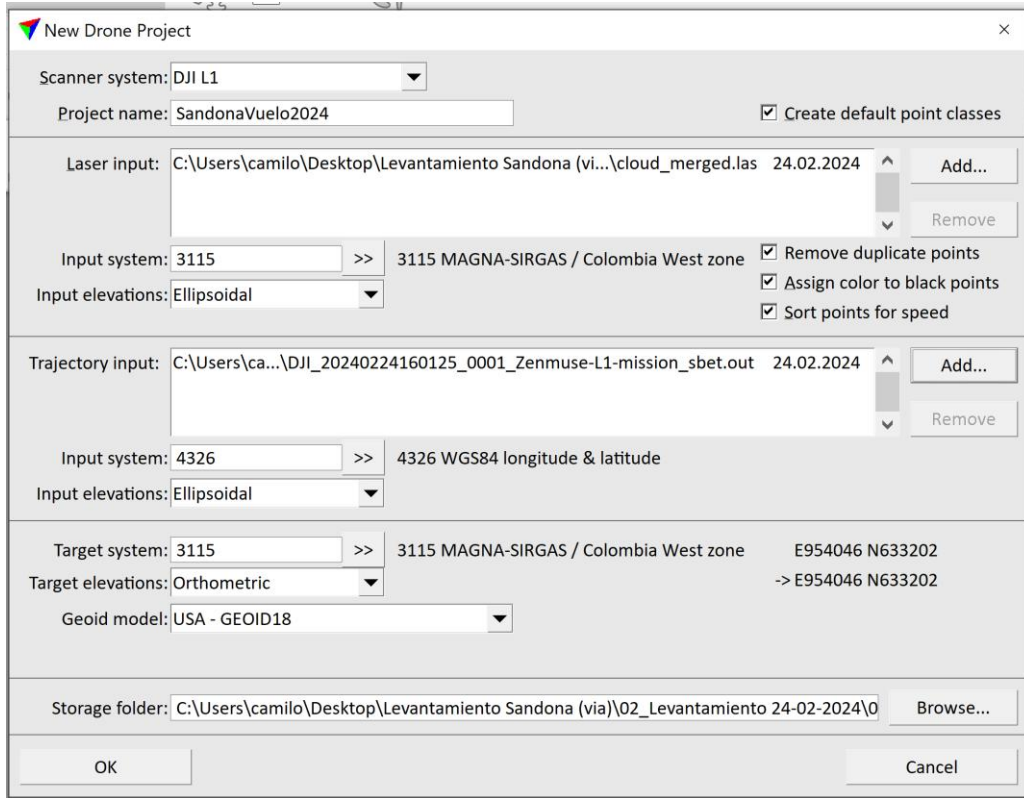 New Drone Project
Scanner system: DJI L1
Project name: SandonaVuelo2024
Create default point classes
Laser input: C:\Users\camilo\Desktop\Levantamiento Sandona (vi...\cloud_merged.las 24.02.2024
Add...
Remove
Input system: 3115 >> 3115 MAGNA-SIRGAS / Colombia West zone
Remove duplicate points
Input elevations: Ellipsoidal
Assign color to black points
Sort points for speed
Trajectory input: C:\Users\ca...\DJI_20240224160125_0001_Zenmuse-L1-mission_sbet.out 24.02.2024
Add...
Remove
Input system: 4326 >> 4326 WGS84 longitude & latitude
Input elevations: Ellipsoidal
Target system: 3115 >> 3115 MAGNA-SIRGAS / Colombia West zone E954046 N633202
Target elevations: Orthometric -> E954046 N633202
Geoid model: USA - GEOID18
Storage folder: C:\Users\camilo\Desktop\Levantamiento Sandona (via)\02_Levantamiento 24-02-2024\0 Browse...
OK Cancel